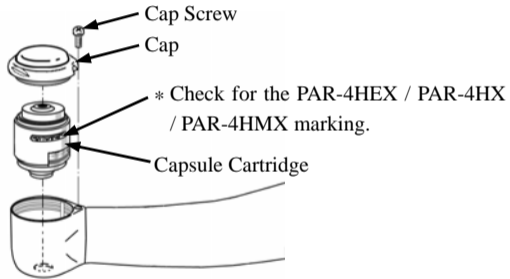 Cap Screw
Cap
* Check for the PAR-4HEX / PAR-4HX
/ PAR-4HMX marking.
Capsule Cartridge